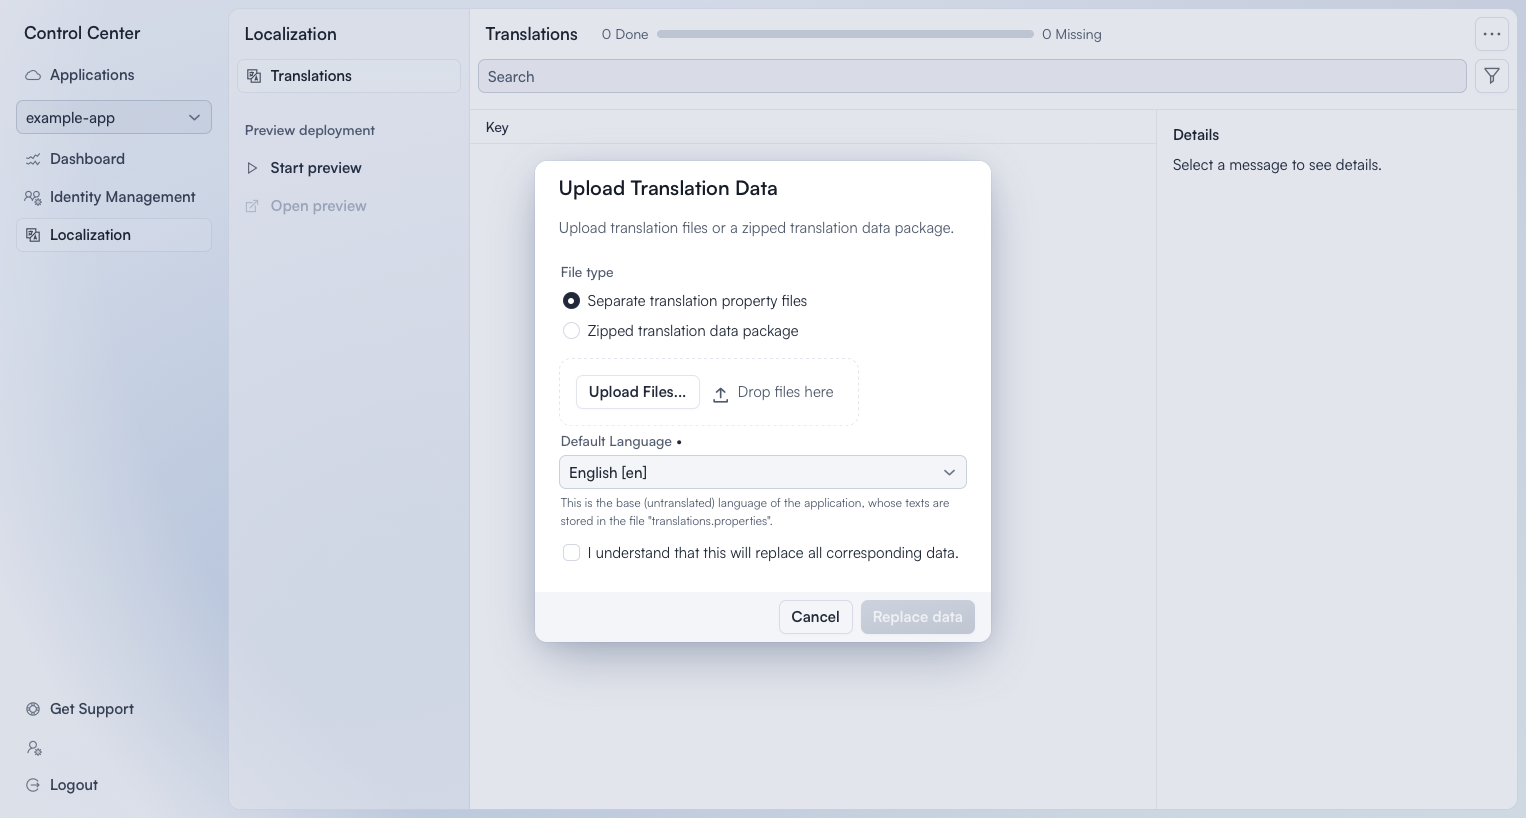 Control Center
Applications
example-app
Dashboard
Identity Management
Localization
Get Support
Logout
Localization
Translations
Preview deployment
Start preview
Open preview
Translations
0 Done
0 Missing
Search
Key
Details
Select a message to see details.
Upload Translation Data
Upload translation files or a zipped translation data package.
File type
Separate translation property files
Zipped translation data package
Upload Files...
Drop files here
Default Language •
English [en]
This is the base (untranslated) language of the application, whose texts are
stored in the file "translations.properties".
I understand that this will replace all corresponding data.
Cancel
Replace data